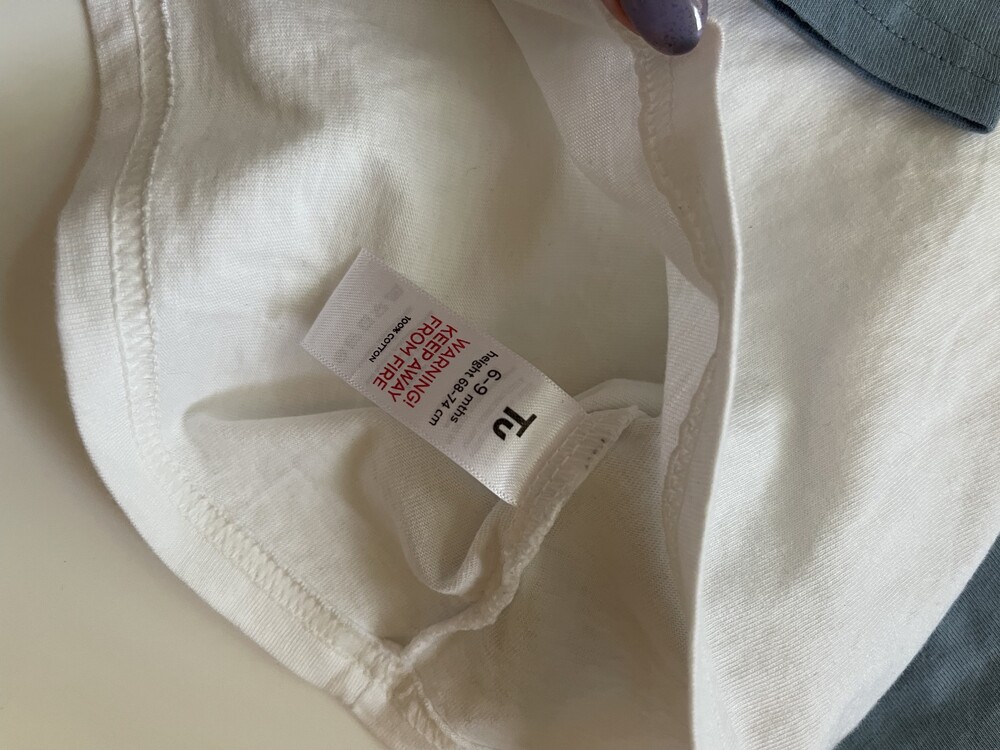 Tu
6-9 mths
height 68-74 cm
WARNING!
KEEP AWAY
FROM FIRE
100% COTTON